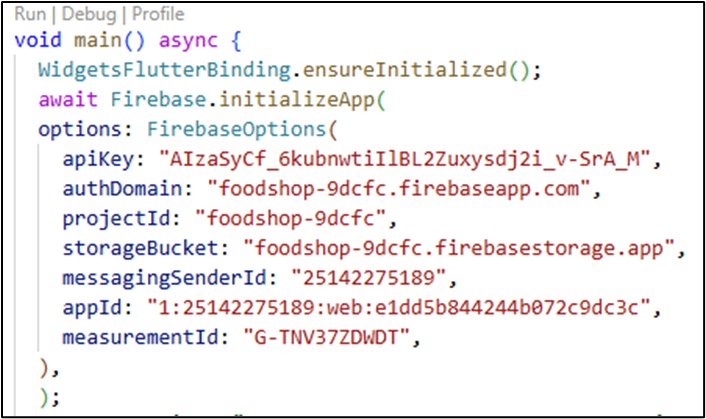 Run | Debug | Profile
void main() async {
WidgetsFlutterBinding.ensureInitialized();
await Firebase.initializeApp(
options: FirebaseOptions(
apiKey: "AIzaSyCf_6kubnwtiIlBL2Zuxysdj2i_v-SrA_M",
authDomain: "foodshop-9dcfc.firebaseapp.com",
projectId: "foodshop-9dcfc",
storageBucket: "foodshop-9dcfc.firebasestorage.app",
messagingSenderId: "25142275189",
appId: "1:25142275189:web:e1dd5b844244b072c9dc3c",
measurementId: "G-TNV37ZDWDT",
),
);